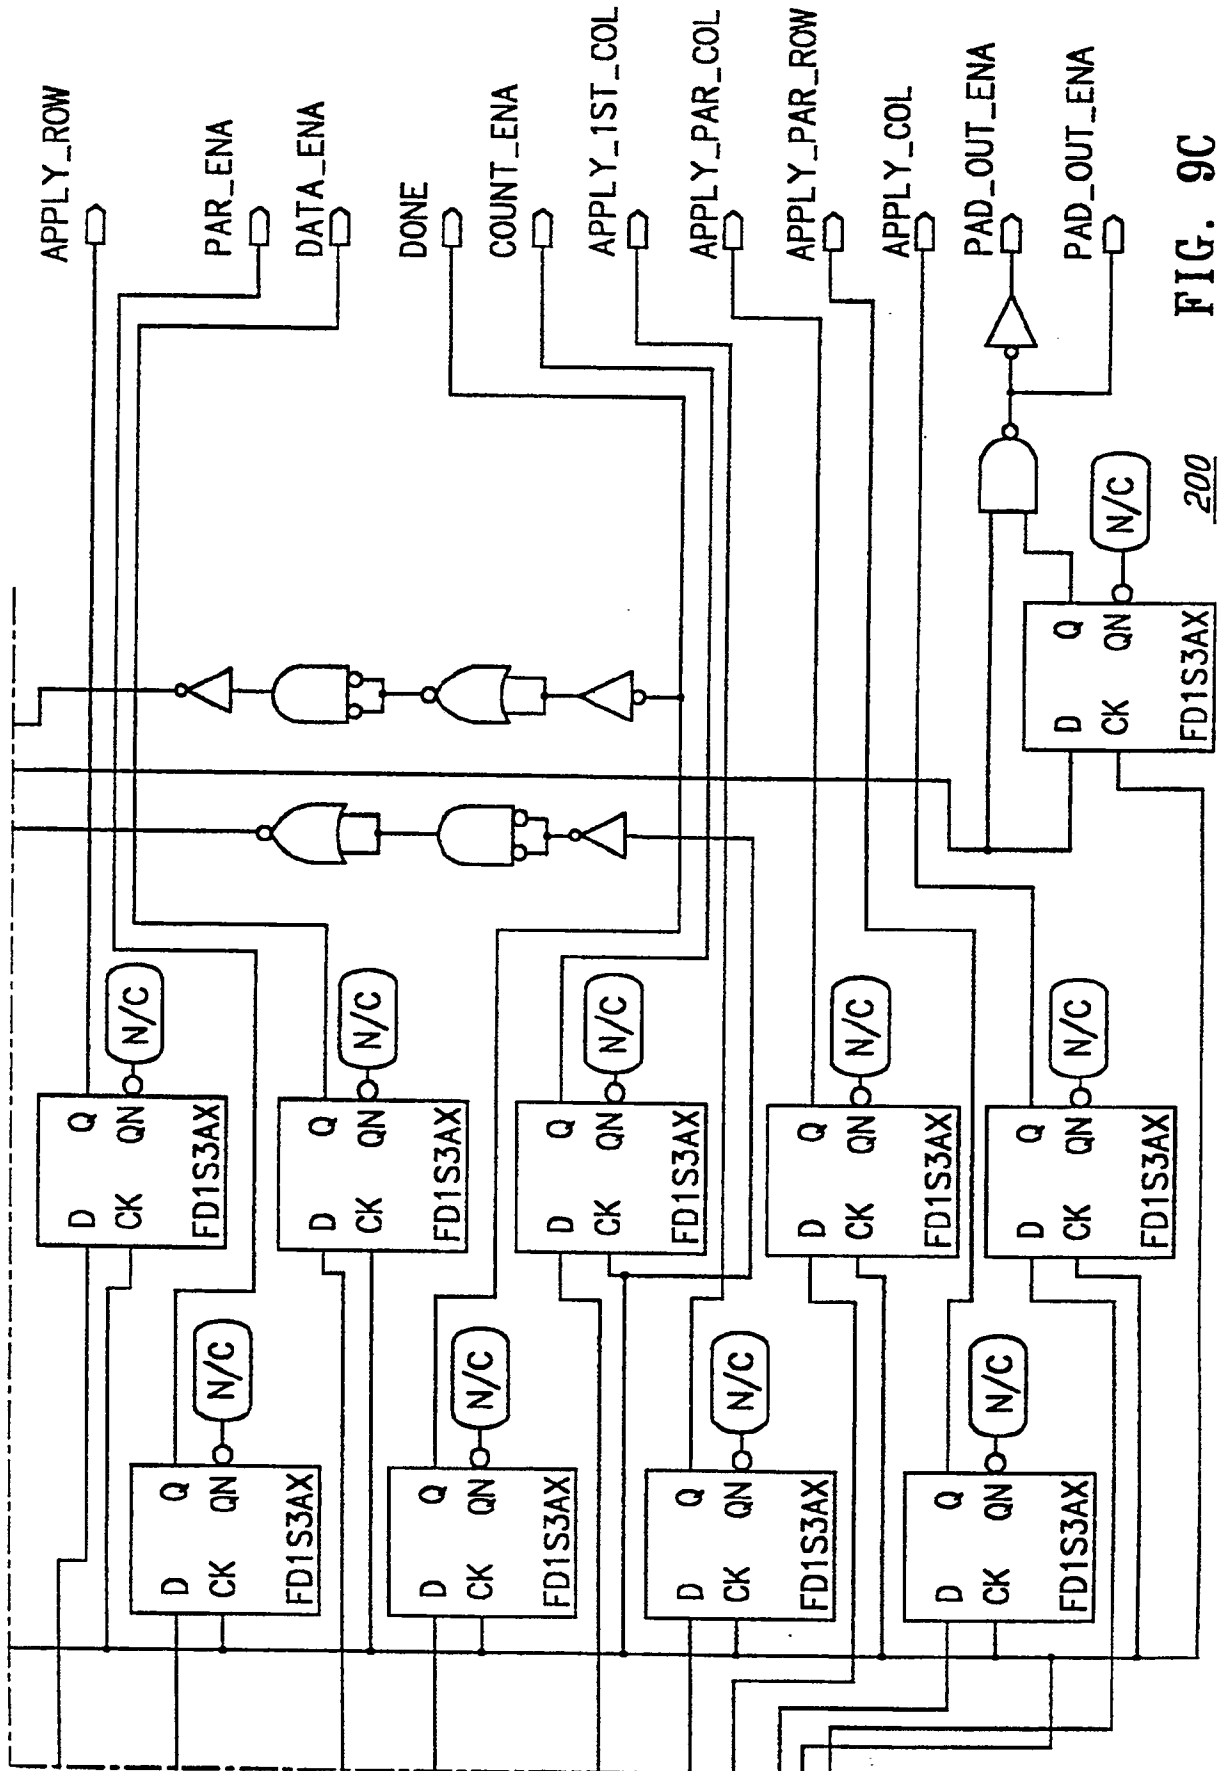 APPLY_ROW
PAR_ENA
DATA_ENA
DONE
COUNT_ENA
APPLY_1ST_COL
APPLY_PAR_COL
APPLY_PAR_ROW
APPLY_COL
PAD_OUT_ENA
PAD_OUT_ENA
D Q
CK QN
FD1S3AX
N/C
D Q
CK QN
FD1S3AX
N/C
D Q
CK QN
FD1S3AX
N/C
D Q
CK QN
FD1S3AX
N/C
D Q
CK QN
FD1S3AX
N/C
D Q
CK QN
FD1S3AX
N/C
D Q
CK QN
FD1S3AX
N/C
D Q
CK QN
FD1S3AX
N/C
D Q
CK QN
FD1S3AX
N/C
D Q
CK QN
FD1S3AX
N/C
200
FIG. 9C